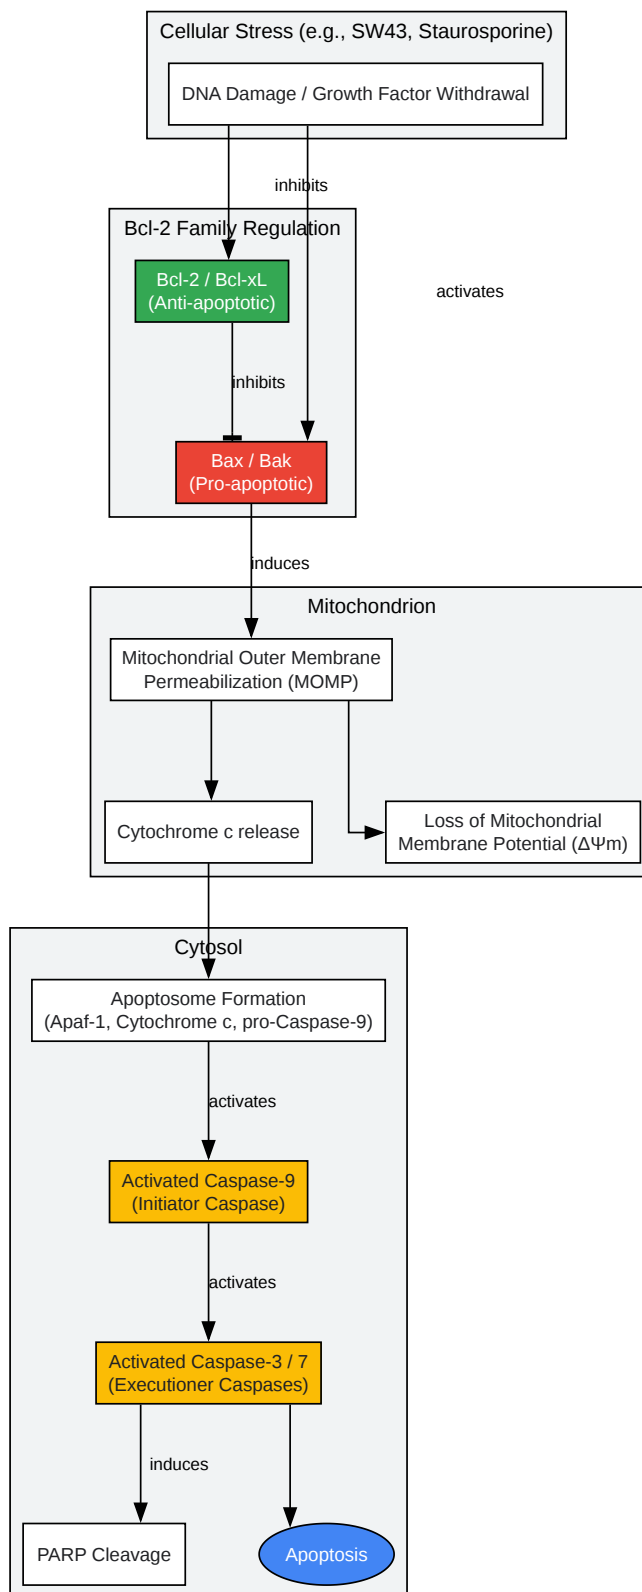 Cellular Stress (e.g., SW43, Staurosporine)
DNA Damage / Growth Factor Withdrawal
inhibits
Bcl-2 Family Regulation
Bcl-2 / Bcl-xL
(Anti-apoptotic)
activates
inhibits
Bax / Bak
(Pro-apoptotic)
induces
Mitochondrion
Mitochondrial Outer Membrane
Permeabilization (MOMP)
Cytochrome c release
Loss of Mitochondrial
Membrane Potential (ΔΨm)
Cytosol
Apoptosome Formation
(Apaf-1, Cytochrome c, pro-Caspase-9)
activates
Activated Caspase-9
(Initiator Caspase)
activates
Activated Caspase-3 / 7
(Executioner Caspases)
induces
PARP Cleavage
Apoptosis